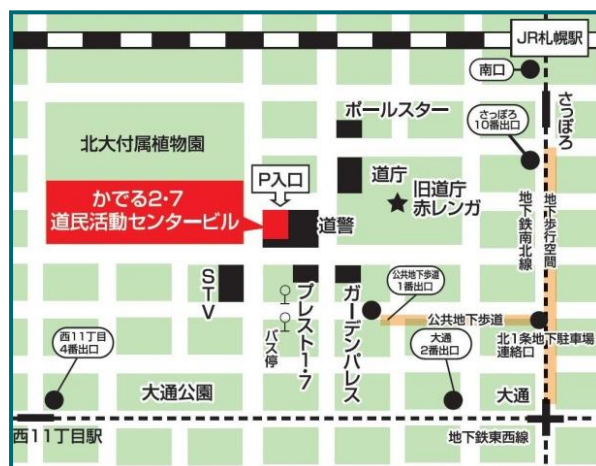 JR札幌駅
南口
さっぽろ
ポールスター
さっぽろ
10番出口
北大付属植物園
P入口
道庁
旧道庁
赤レンガ
かでる2・7
道民活動センタービル
道警
地下鉄南北線
地下歩行空間
STV
プレスト1・7
ガーデンパレス
公共地下歩道
1番出口
バス停
公共地下歩道
北1条地下駐車場
連絡口
西11丁目
4番出口
大通公園
大通
2番出口
大通
西11丁目駅
地下鉄東西線